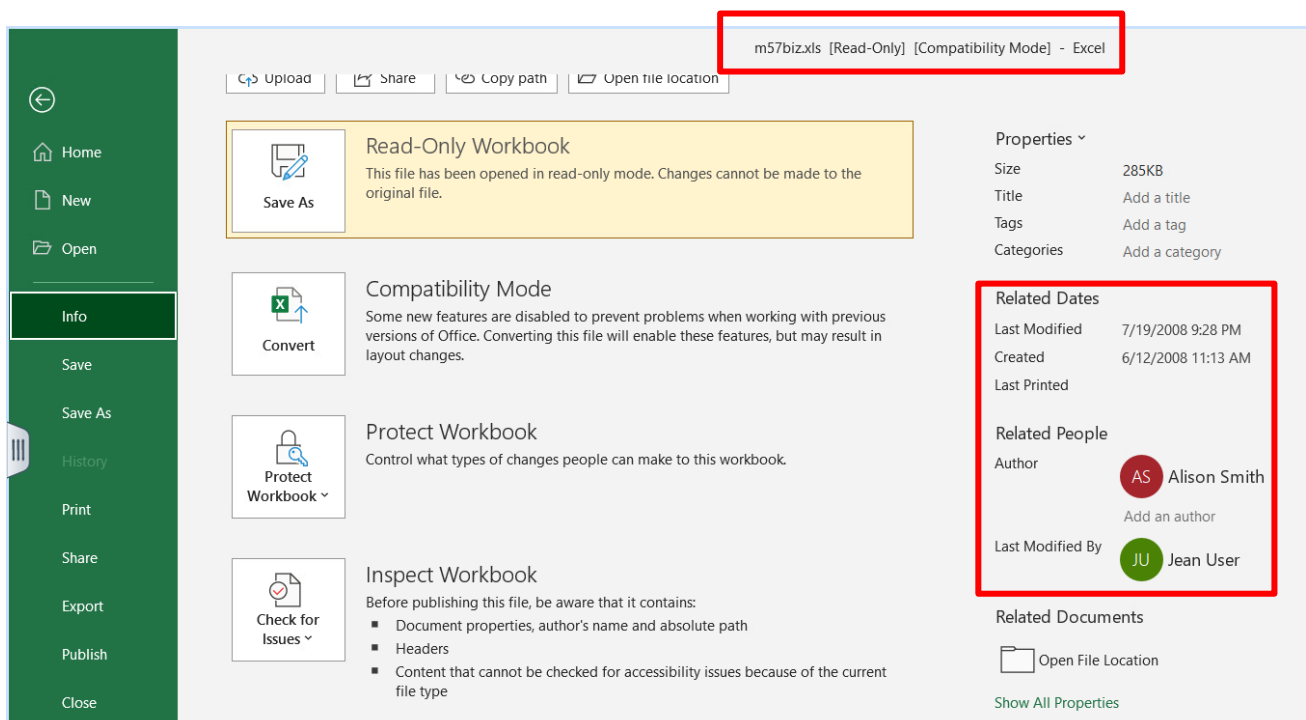 m57biz.xls [Read-Only] [Compatibility Mode] - Excel
Upload
Share
Copy path
Open file location
Home
New
Open
Info
Save
Save As
History
Print
Share
Export
Publish
Close
Save As
Read-Only Workbook
This file has been opened in read-only mode. Changes cannot be made to the
original file.
Convert
Compatibility Mode
Some new features are disabled to prevent problems when working with previous
versions of Office. Converting this file will enable these features, but may result in
layout changes.
Protect
Workbook
Protect Workbook
Control what types of changes people can make to this workbook.
Check for
Issues
Inspect Workbook
Before publishing this file, be aware that it contains:
Document properties, author's name and absolute path
Headers
Content that cannot be checked for accessibility issues because of the current
file type
Properties
Size 285KB
Title Add a title
Tags Add a tag
Categories Add a category
Related Dates
Last Modified 7/19/2008 9:28 PM
Created 6/12/2008 11:13 AM
Last Printed
Related People
Author AS Alison Smith
Add an author
Last Modified By JU Jean User
Related Documents
Open File Location
Show All Properties